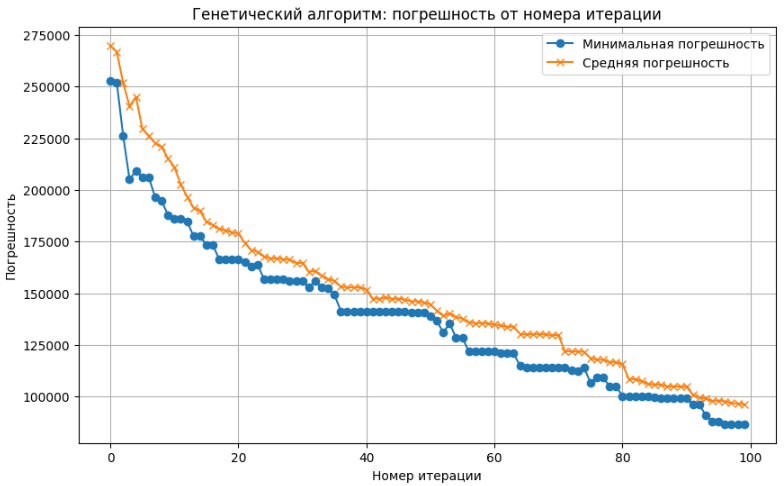 Генетический алгоритм: погрешность от номера итерации
Минимальная погрешность
Средняя погрешность
Погрешность
275000
250000
225000
200000
175000
150000
125000
100000
0
20
40
60
80
100
Номер итерации